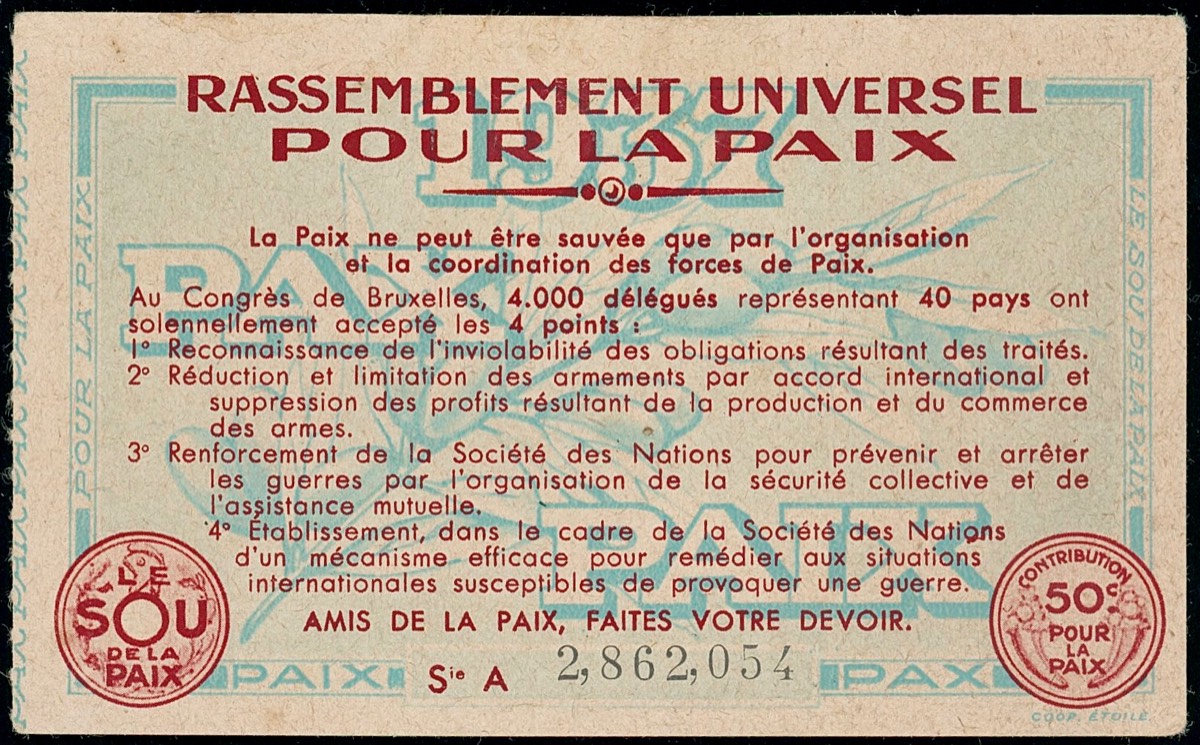 RASSEMBLEMENT UNIVERSEL
POUR LA PAIX
1937
La Paix ne peut être sauvée que par l'organisation
et la coordination des forces de Paix.
Au Congrès de Bruxelles, 4.000 délégués représentant 40 pays ont
solennellement accepté les 4 points :
1° Reconnaissance de l'inviolabilité des obligations résultant des traités.
2° Réduction et limitation des armements par accord international et
suppression des profits résultant de la production et du commerce
des armes.
3° Renforcement de la Société des Nations pour prévenir et arrêter
les guerres par l'organisation de la sécurité collective et de
l'assistance mutuelle.
4° Établissement, dans le cadre de la Société des Nations
d'un mécanisme efficace pour remédier aux situations
internationales susceptibles de provoquer une guerre.
AMIS DE LA PAIX, FAITES VOTRE DEVOIR.
Sie A 2,862,054
LE
SOU
DE LA
PAIX
CONTRIBUTION
50c.
POUR
LA
PAIX
PAX
PAIX
POUR LA PAIX
LE SOU DE LA PAIX
PAIX
PAX
COOP. ÉTOILE.